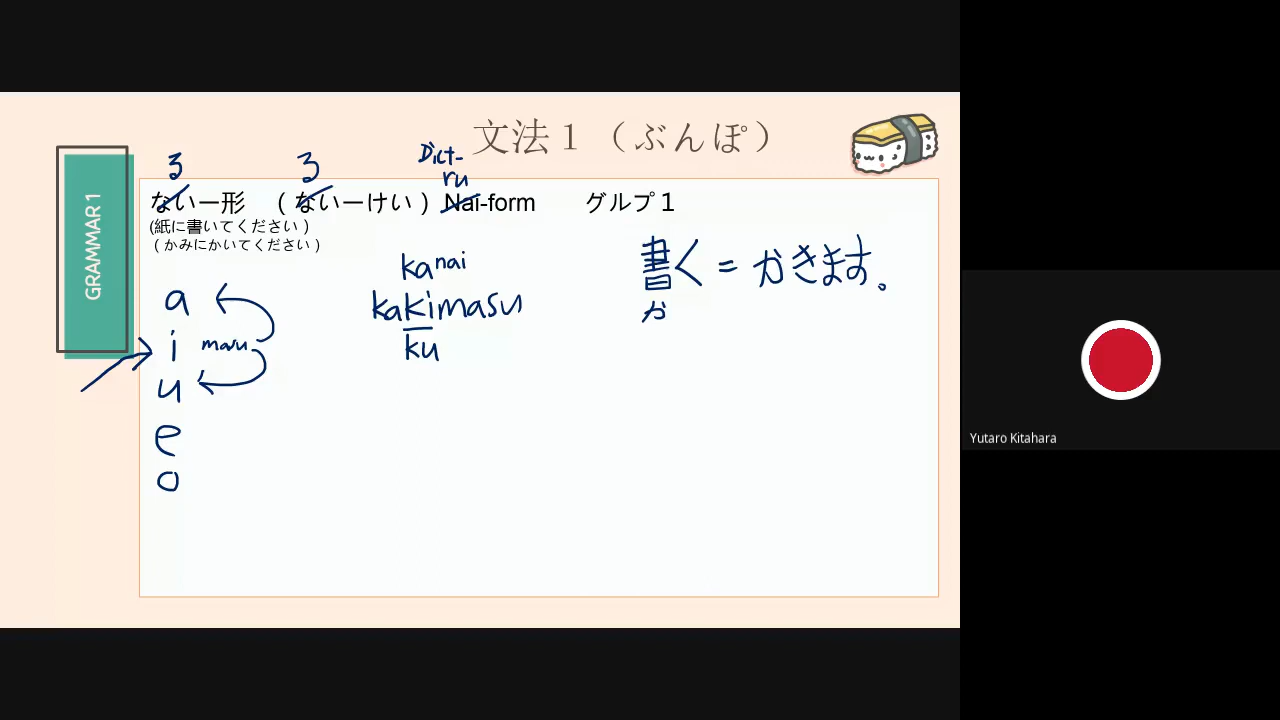 文法１（ぶんぽ）
GRAMMAR 1
る る Dict-
ru
ない一形 （ないーけい）Nai-form グループ１
(紙に書いてください）
（かみにかいてください）
書く = かきます。
か
kanai
kakimasu
ku
a
i masu
u
e
o
Yutaro Kitahara